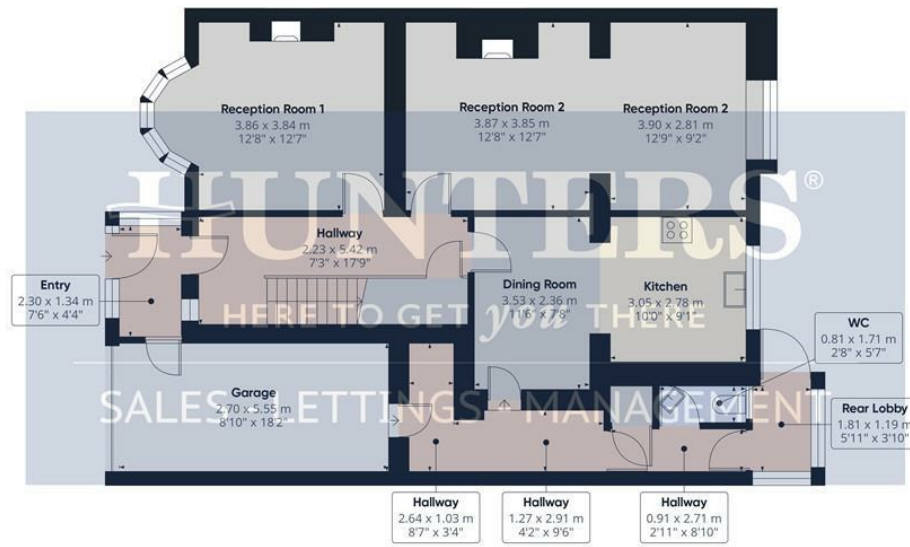 Reception Room 1
3.86 x 3.84 m
12'8" x 12'7"
Reception Room 2
3.87 x 3.85 m
12'8" x 12'7"
Reception Room 2
3.90 x 2.81 m
12'9" x 9'2"
HUNTERS®
HERE TO GET you THERE
SALES • LETTINGS • MANAGEMENT
Hallway
2.23 x 5.42 m
7'3" x 17'9"
Entry
2.30 x 1.34 m
7'6" x 4'4"
Dining Room
3.53 x 2.36 m
11'6" x 7'8"
Kitchen
3.05 x 2.78 m
10'0" x 9'1"
WC
0.81 x 1.71 m
2'8" x 5'7"
Garage
2.70 x 5.55 m
8'10" x 18'2"
Rear Lobby
1.81 x 1.19 m
5'11" x 3'10"
Hallway
2.64 x 1.03 m
8'7" x 3'4"
Hallway
1.27 x 2.91 m
4'2" x 9'6"
Hallway
0.91 x 2.71 m
2'11" x 8'10"